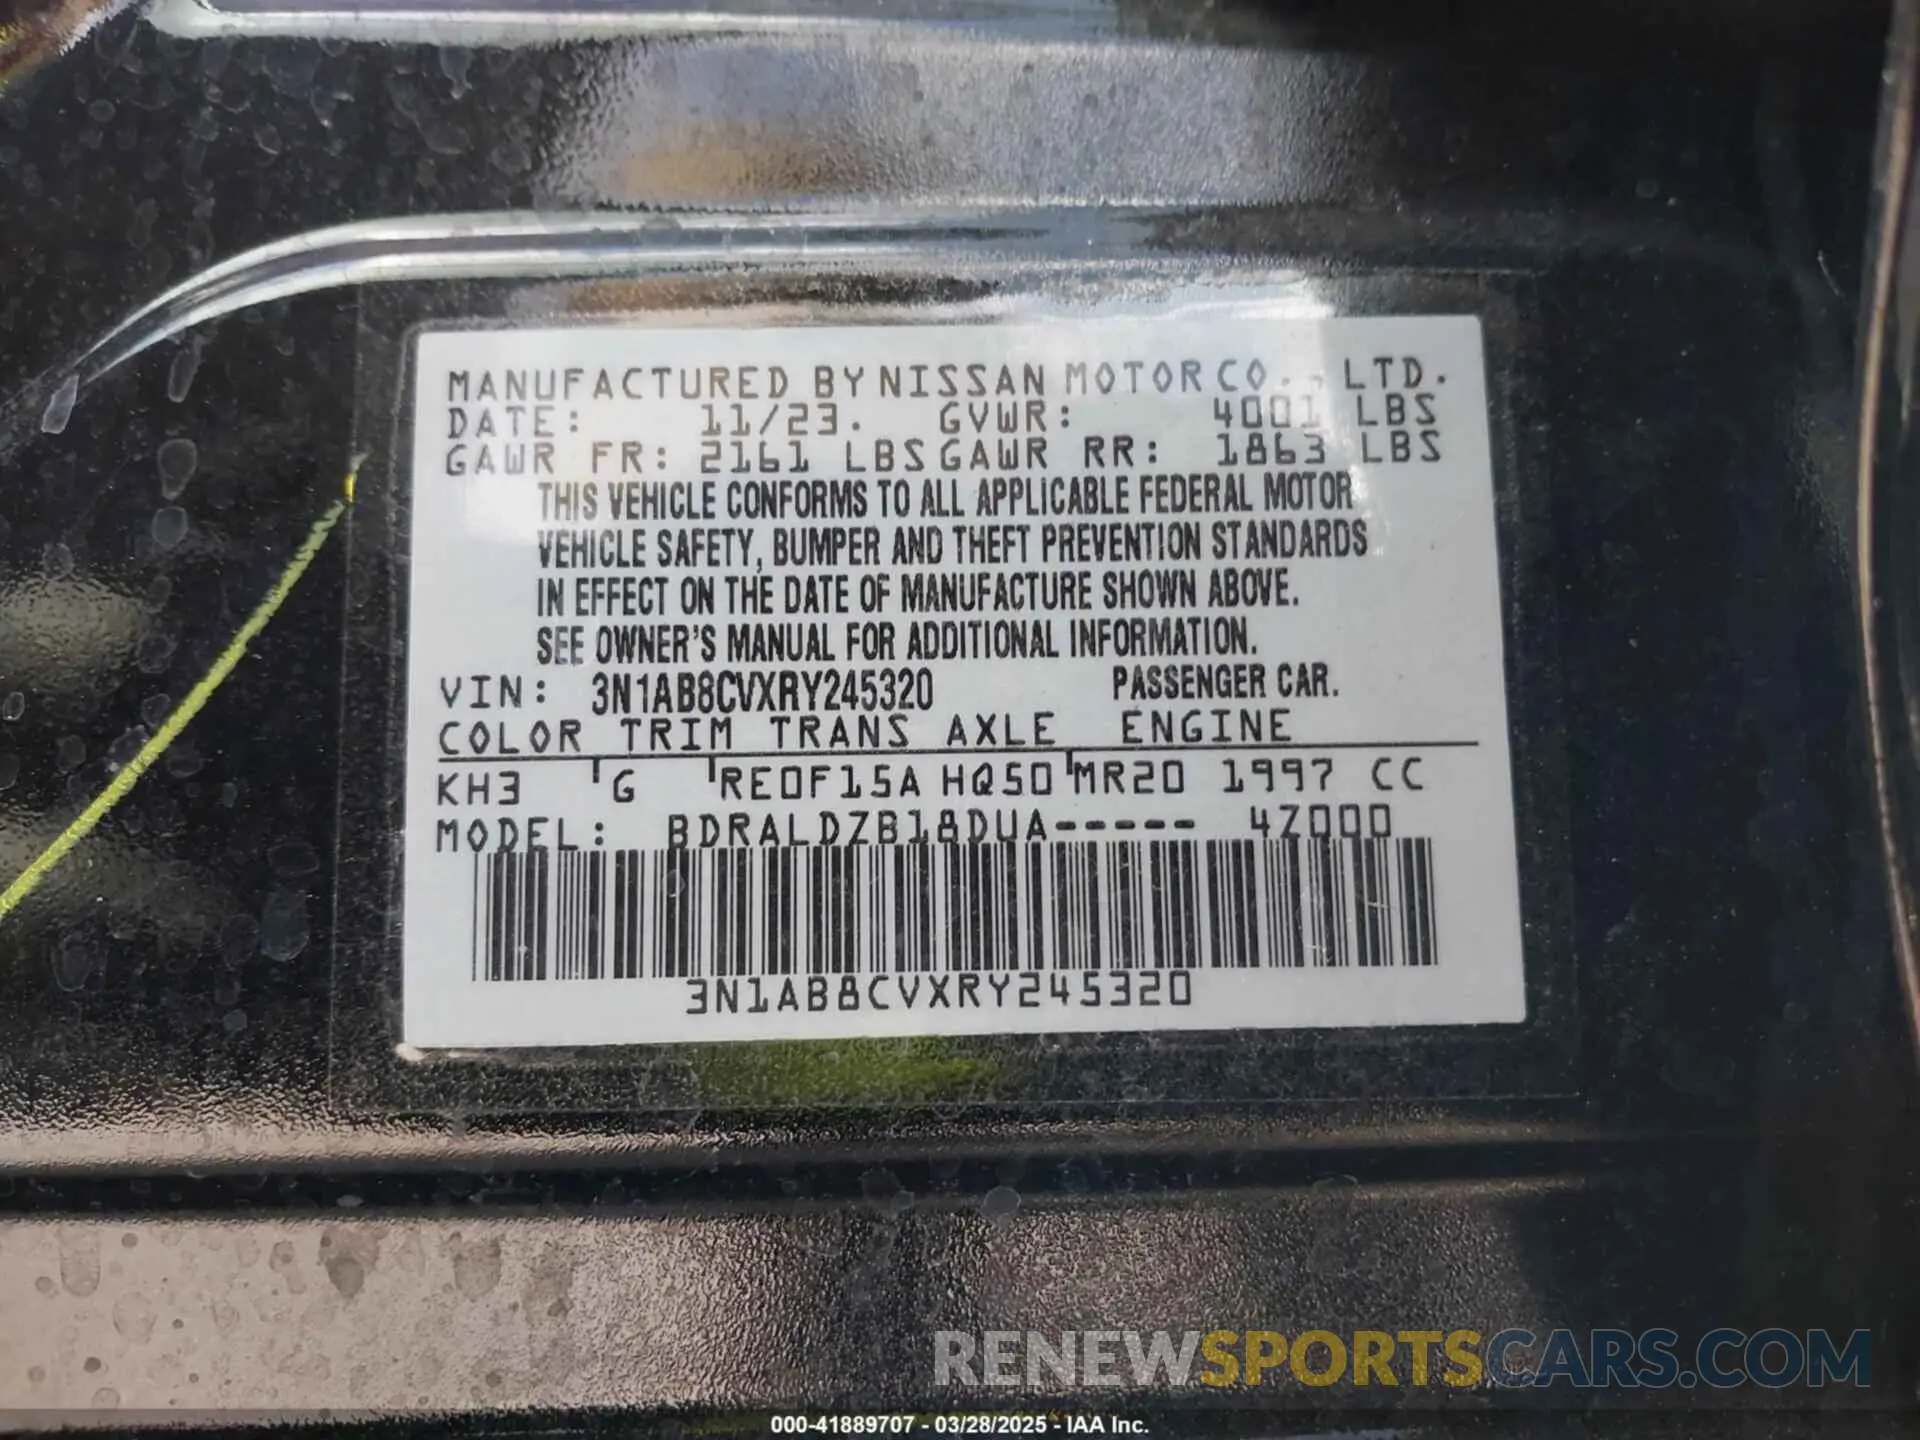 MANUFACTURED BY NISSAN MOTOR CO., LTD.
DATE: 11/23. GVWR: 4001 LBS
GAWR FR: 2161 LBS GAWR RR: 1863 LBS
THIS VEHICLE CONFORMS TO ALL APPLICABLE FEDERAL MOTOR
VEHICLE SAFETY, BUMPER AND THEFT PREVENTION STANDARDS
IN EFFECT ON THE DATE OF MANUFACTURE SHOWN ABOVE.
SEE OWNER'S MANUAL FOR ADDITIONAL INFORMATION.
VIN: 3N1AB8CVXRY245320 PASSENGER CAR.
COLOR TRIM TRANS AXLE ENGINE
KH3 G RE0F15A HQ50 MR20 1997 CC
MODEL: BDRALDZB18DUA----- 4Z000
3N1AB8CVXRY245320
RENEWSPORTSCARS.COM
000-41889707 - 03/28/2025 - IAA Inc.